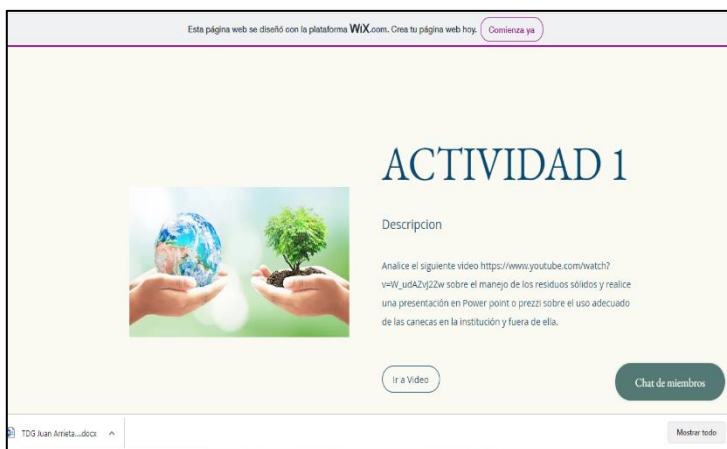 Esta página web se diseñó con la plataforma WiX.com. Crea tu página web hoy. Comienza ya
ACTIVIDAD 1
Descripcion
Analice el siguiente video https://www.youtube.com/watch?
v=W_udAZvJ2Zw sobre el manejo de los residuos sólidos y realice
una presentación en Power point o prezzi sobre el uso adecuado
de las canecas en la institución y fuera de ella.
Ir a Video
Chat de miembros
TDG Juan Arrieta....docx
Mostrar todo